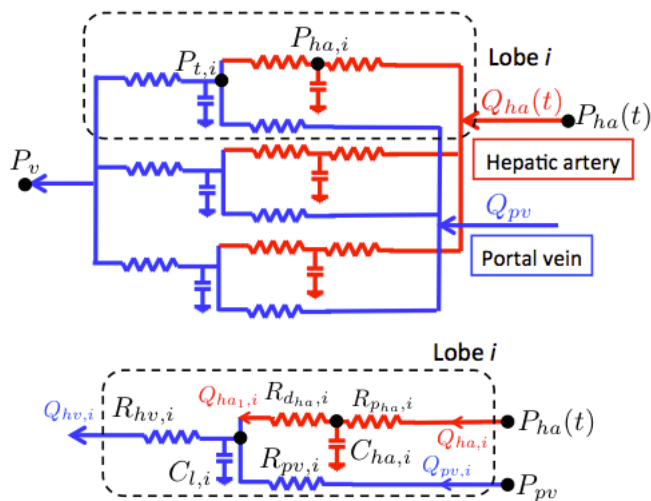 P_{ha,i}
Lobe i
P_{t,i}
Q_{ha}(t)
P_{ha}(t)
P_v
Hepatic artery
Q_{pv}
Portal vein
Lobe i
Q_{hv,i} R_{hv,i} Q_{ha_1,i} R_{d_{ha},i} R_{p_{ha},i} P_{ha}(t)
Q_{ha,i}
C_{l,i} R_{pv,i} C_{ha,i} Q_{pv,i}
P_{pv}